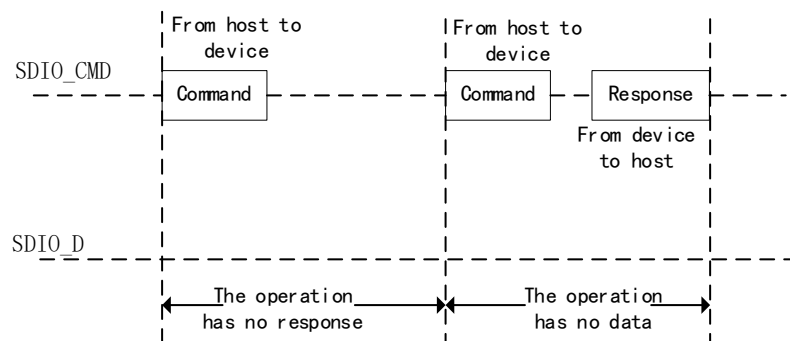 From host to
device
From host to
device
SDIO_CMD
Command
Command
Response
From device
to host
SDIO_D
The operation
has no response
The operation
has no data